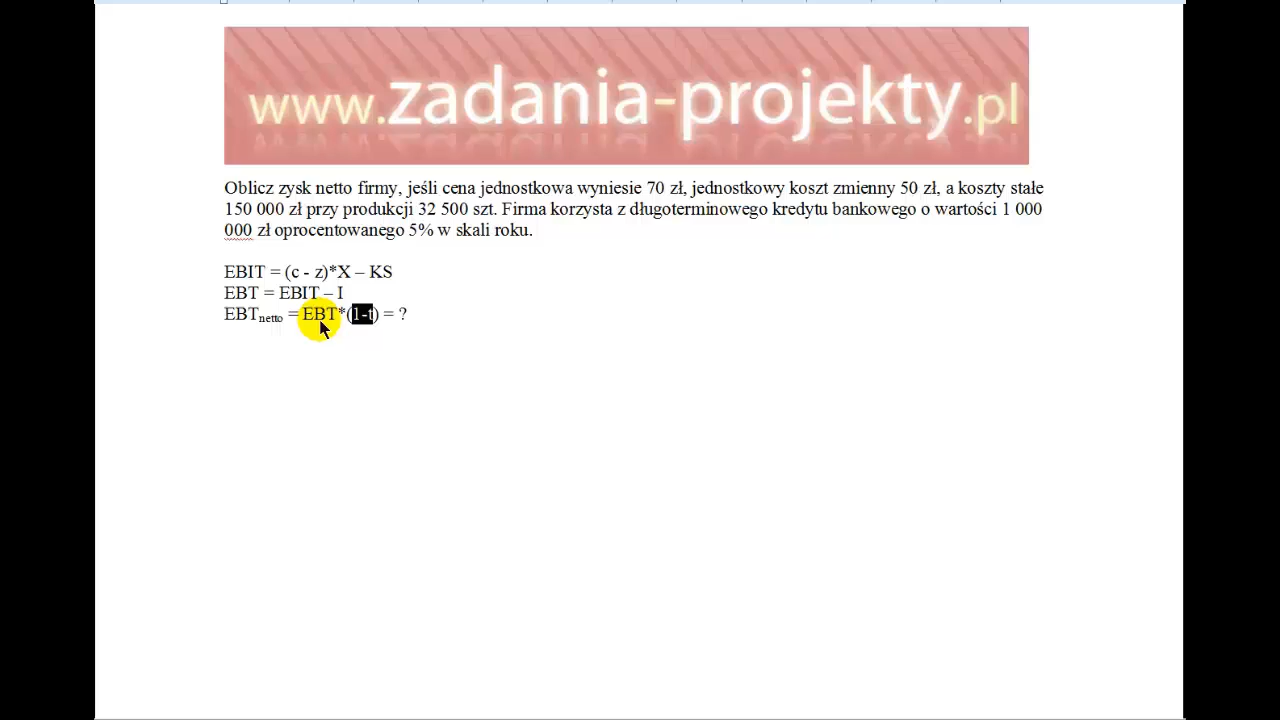 www.zadania-projekty.pl
Oblicz zysk netto firmy, jeśli cena jednostkowa wyniesie 70 zł, jednostkowy koszt zmienny 50 zł, a koszty stałe
150 000 zł przy produkcji 32 500 szt. Firma korzysta z długoterminowego kredytu bankowego o wartości 1 000
000 zł oprocentowanego 5% w skali roku.
EBIT = (c - z)*X – KS
EBT = EBIT – I
EBTnetto = EBT*(1-t) = ?